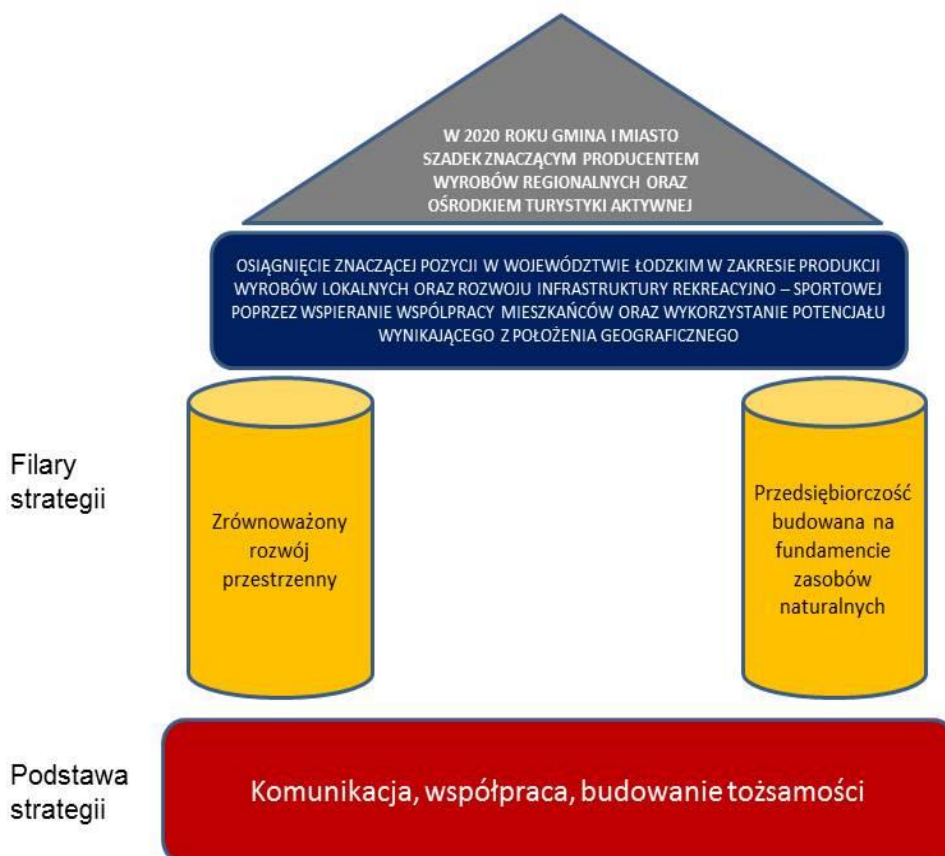 W 2020 ROKU GMINA I MIASTO
SZADEK ZNACZĄCYM PRODUCENTEM
WYROBÓW REGIONALNYCH ORAZ
OŚRODKIEM TURYSTYKI AKTYWNEJ
OSIĄGNIĘCIE ZNACZĄCEJ POZYCJI W WOJEWÓDZTWIE ŁODZKIM W ZAKRESIE PRODUKCJI
WYROBÓW LOKALNYCH ORAZ ROZWOJU INFRASTRUKTURY REKREACYJNO – SPORTOWEJ
POPRZEZ WSPIERANIE WSPÓLPRACY MIESZKAŃCÓW ORAZ WYKORZYSTANIE POTENCJAŁU
WYNIKAJĄCEGO Z POŁOŻENIA GEOGRAFICZNEGO
Filary
strategii
Zrównoważony
rozwój
przestrzenny
Przedsiębiorczość
budowana na
fundamencie
zasobów
naturalnych
Podstawa
strategii
Komunikacja, współpraca, budowanie tożsamości